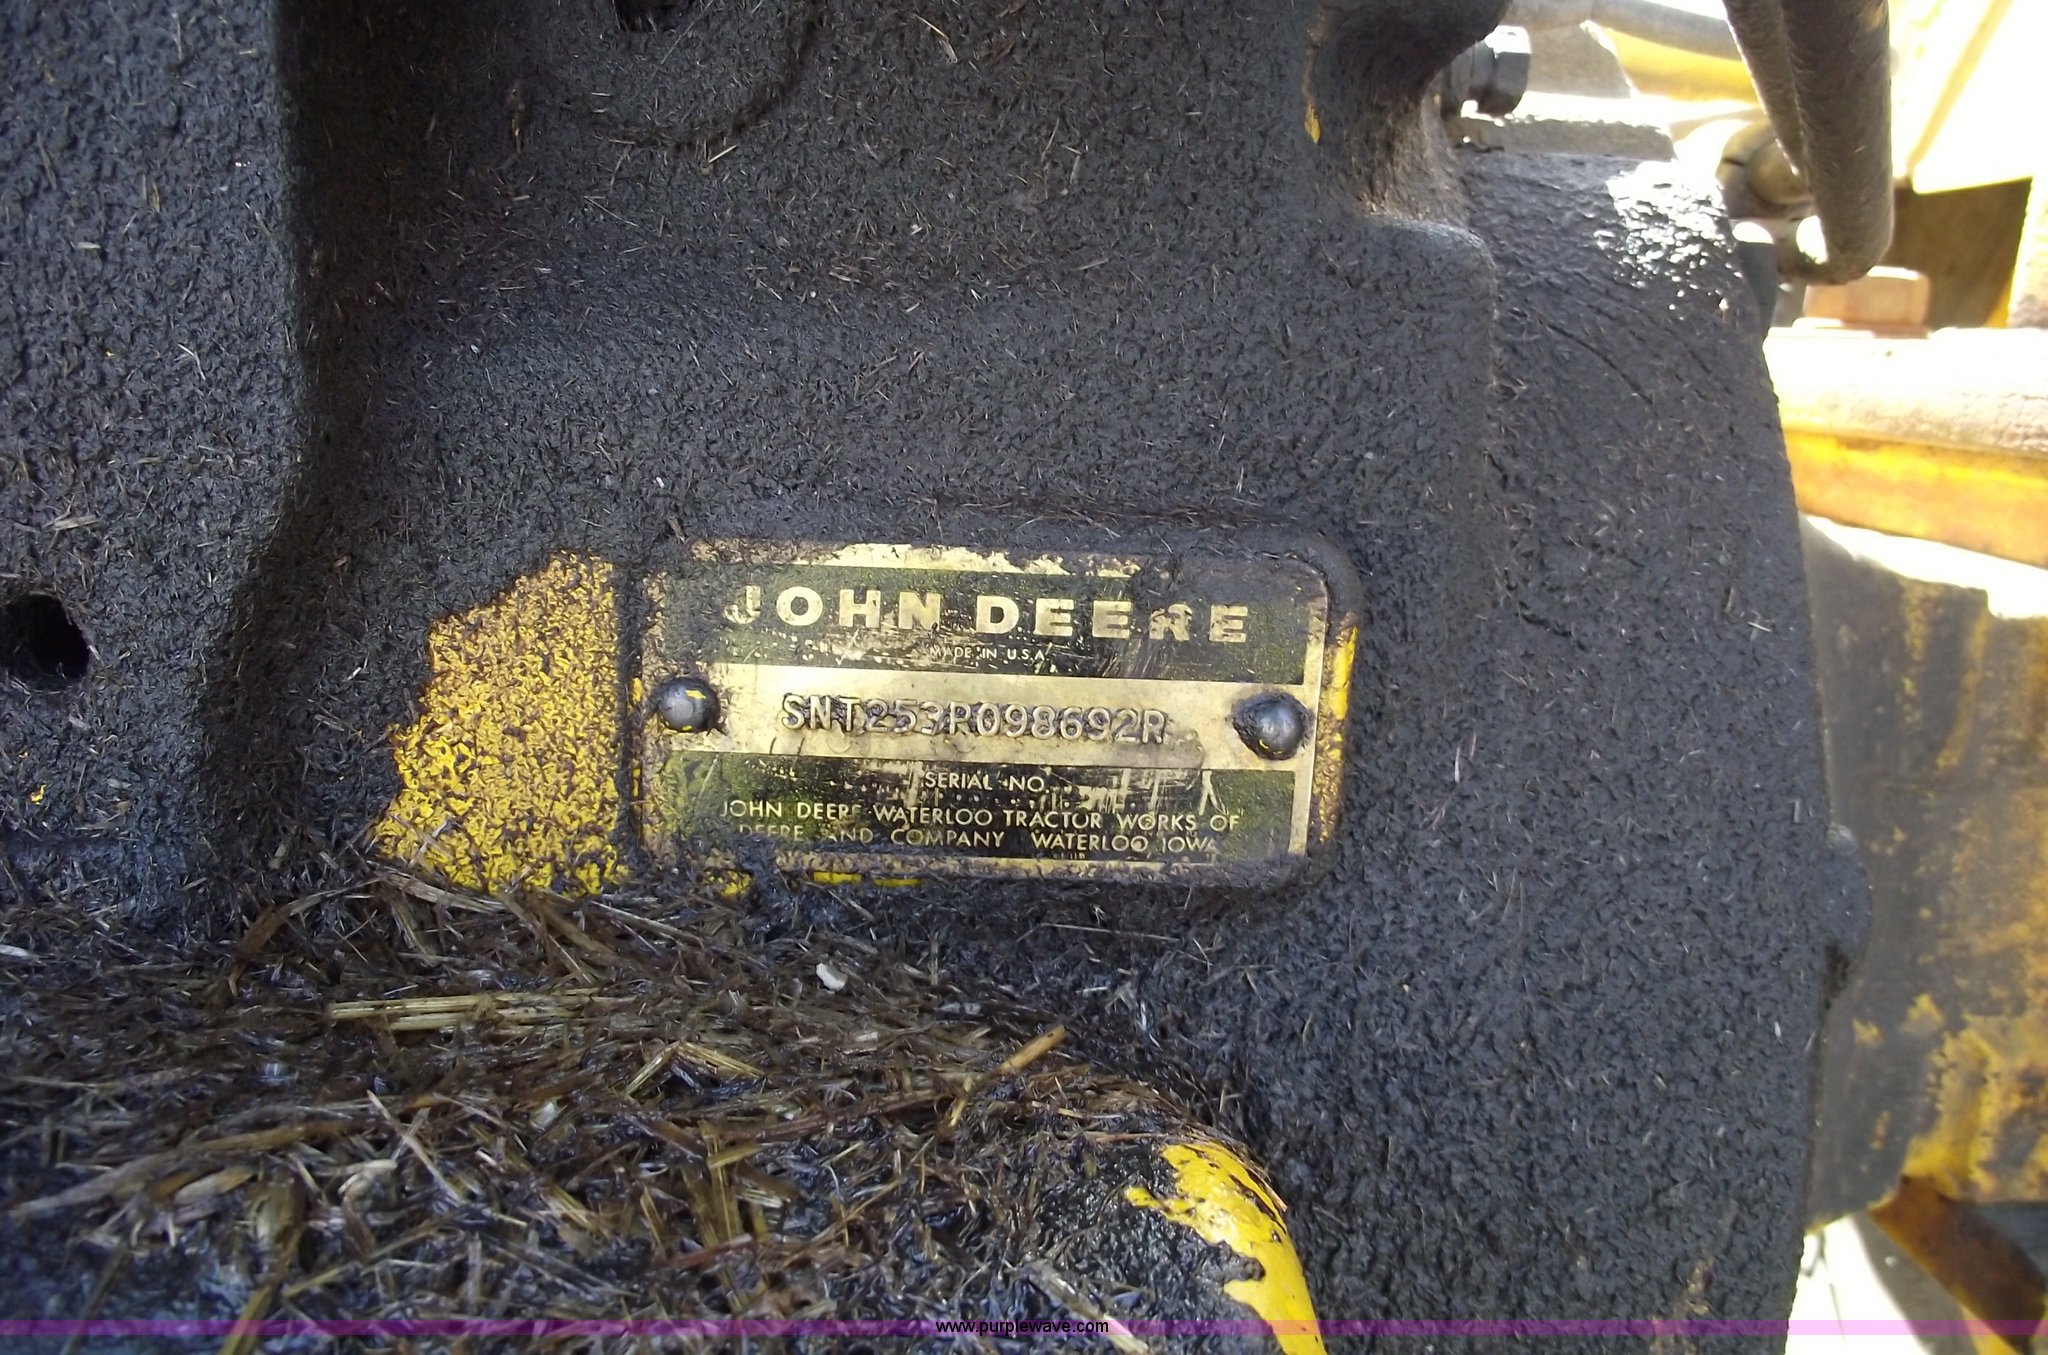 JOHN DEERE
MADE IN U.S.A.
SNT253R098692R
SERIAL NO.
JOHN DEERE WATERLOO TRACTOR WORKS OF
DEERE AND COMPANY WATERLOO IOWA
www.purplewave.com